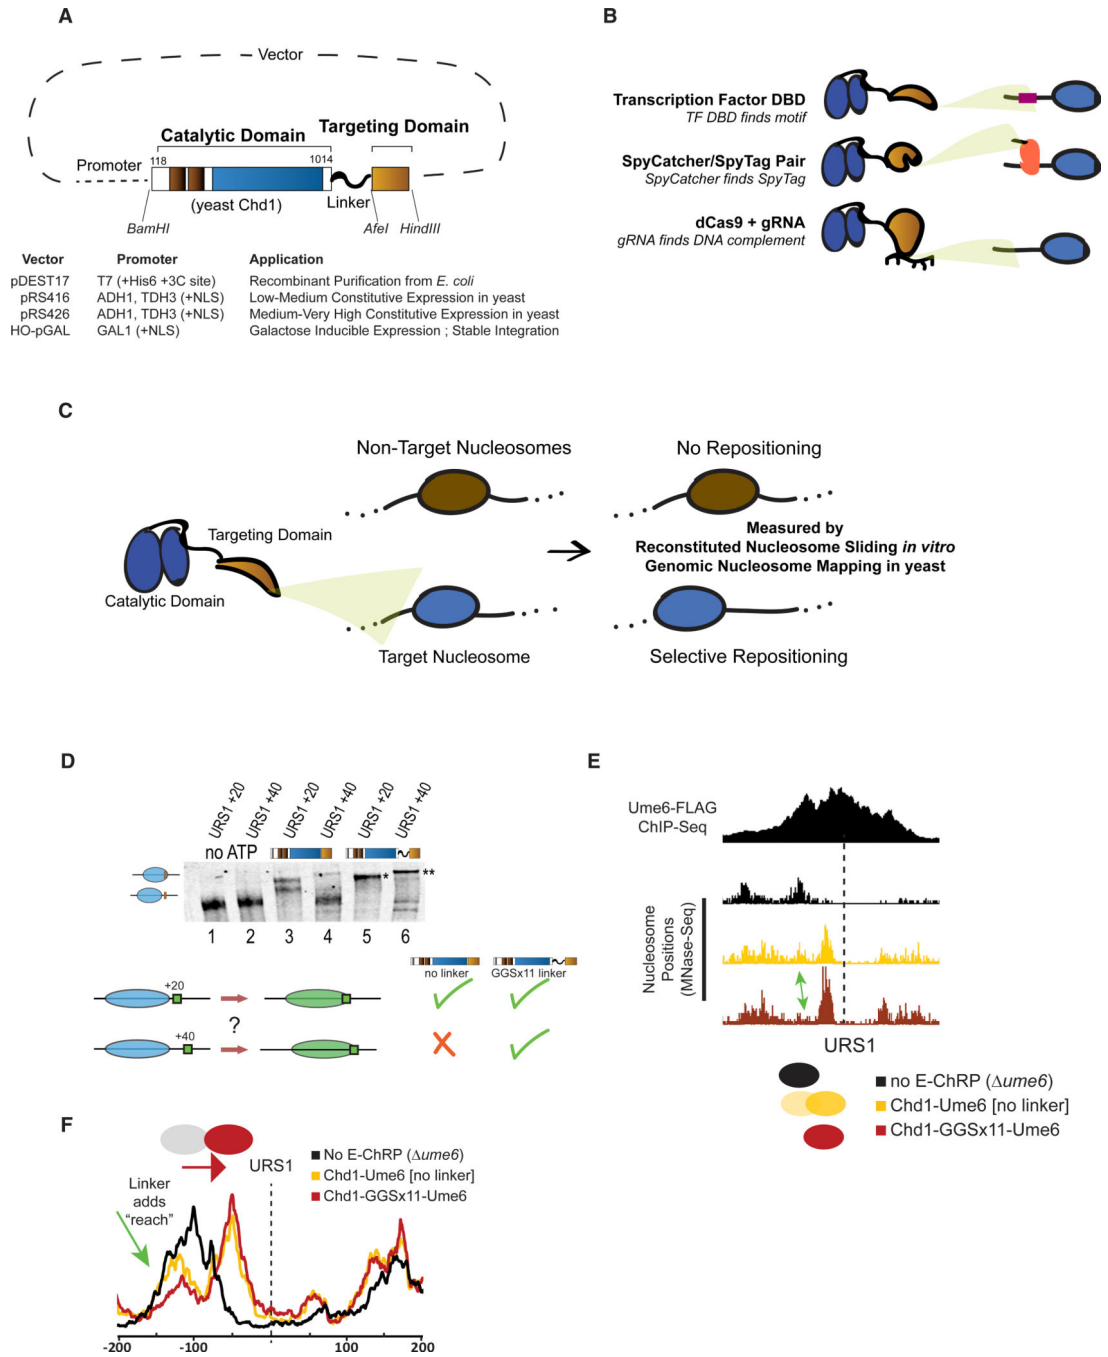 A
Vector
Catalytic Domain
Targeting Domain
Promoter
118
1014
(yeast Chd1)
Linker
BamHI
AfeI
HindIII
Vector Promoter Application
pDEST17 T7 (+His6 +3C site) Recombinant Purification from E. coli
pRS416 ADH1, TDH3 (+NLS) Low-Medium Constitutive Expression in yeast
pRS426 ADH1, TDH3 (+NLS) Medium-Very High Constitutive Expression in yeast
HO-pGAL GAL1 (+NLS) Galactose Inducible Expression ; Stable Integration
B
Transcription Factor DBD
TF DBD finds motif
SpyCatcher/SpyTag Pair
SpyCatcher finds SpyTag
dCas9 + gRNA
gRNA finds DNA complement
C
Non-Target Nucleosomes
No Repositioning
Targeting Domain
Catalytic Domain
Measured by
Reconstituted Nucleosome Sliding in vitro
Genomic Nucleosome Mapping in yeast
Target Nucleosome
Selective Repositioning
D
URS1 +20
URS1 +40
URS1 +20
URS1 +40
URS1 +20
URS1 +40
no ATP
*
**
1 2 3 4 5 6
no linker
GGSx11 linker
+20
?
+40
E
Ume6-FLAG
ChIP-Seq
Nucleosome
Positions
(MNase-Seq)
URS1
no E-ChRP (Δume6)
Chd1-Ume6 [no linker]
Chd1-GGSx11-Ume6
F
URS1
No E-ChRP (Δume6)
Chd1-Ume6 [no linker]
Chd1-GGSx11-Ume6
Linker
adds
“reach”
-200 -100 100 200